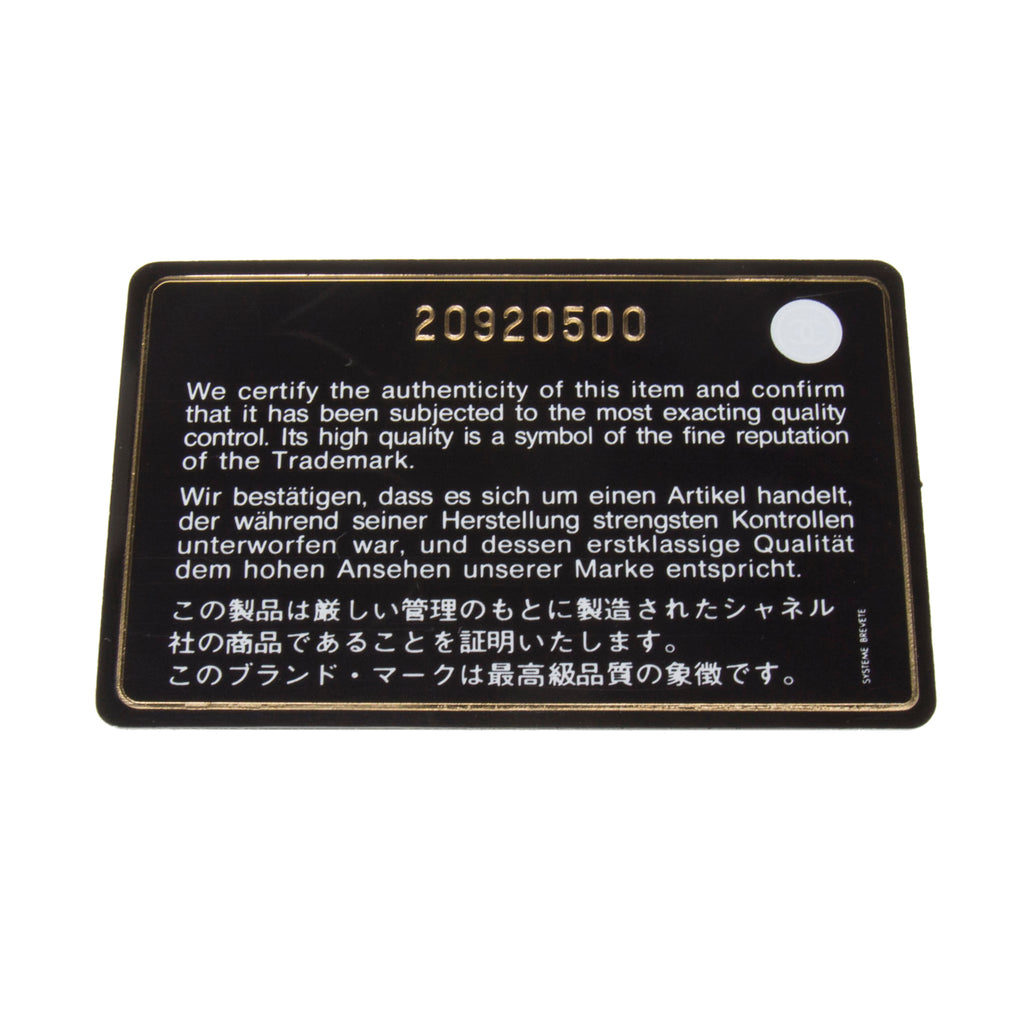 20920500
We certify the authenticity of this item and confirm
that it has been subjected to the most exacting quality
control. Its high quality is a symbol of the fine reputation
of the Trademark.
Wir bestätigen, dass es sich um einen Artikel handelt,
der während seiner Herstellung strengsten Kontrollen
unterworfen war, und dessen erstklassige Qualität
dem hohen Ansehen unserer Marke entspricht.
この製品は厳しい管理のもとに製造されたシャネル
社の商品であることを証明いたします。
このブランド・マークは最高級品質の象徴です。
SYSTEME BREVETE